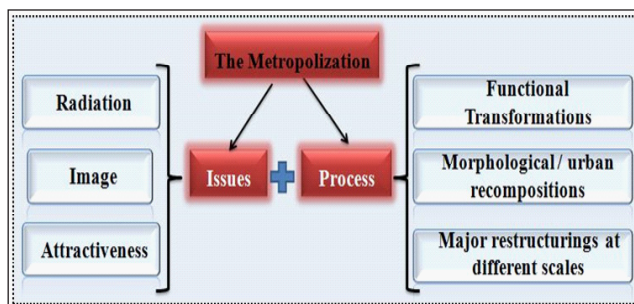 The Metropolization
Radiation
Image
Attractiveness
Issues
Process
Functional
Transformations
Morphological / urban
recompositions
Major restructurings at
different scales